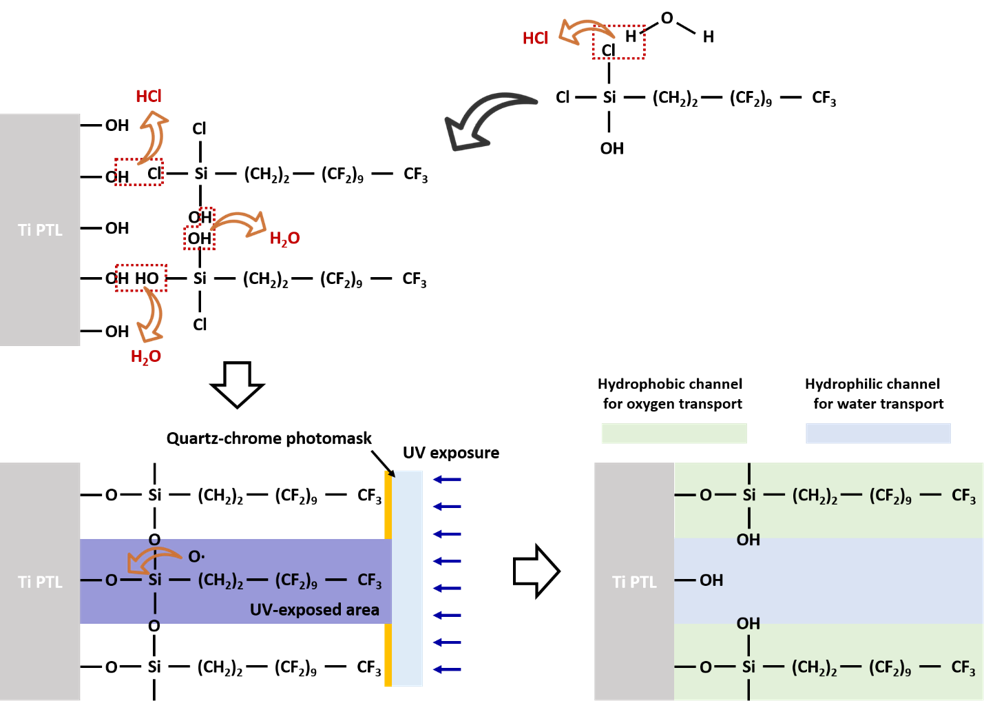 HCl
H
O
H
Cl
Cl — Si — (CH₂)₂ — (CF₂)₉ — CF₃
OH
HCl
OH
Cl
OH
Cl — Si — (CH₂)₂ — (CF₂)₉ — CF₃
OH
Ti PTL
OH
OH
H₂O
OH
HO — Si — (CH₂)₂ — (CF₂)₉ — CF₃
OH
Cl
H₂O
Quartz-chrome photomask
UV exposure
O — Si — (CH₂)₂ — (CF₂)₉ — CF₃
O
O·
Ti PTL
O — Si — (CH₂)₂ — (CF₂)₉ — CF₃
UV-exposed area
O
O — Si — (CH₂)₂ — (CF₂)₉ — CF₃
Hydrophobic channel
for oxygen transport
Hydrophilic channel
for water transport
O — Si — (CH₂)₂ — (CF₂)₉ — CF₃
OH
Ti PTL
OH
OH
O — Si — (CH₂)₂ — (CF₂)₉ — CF₃